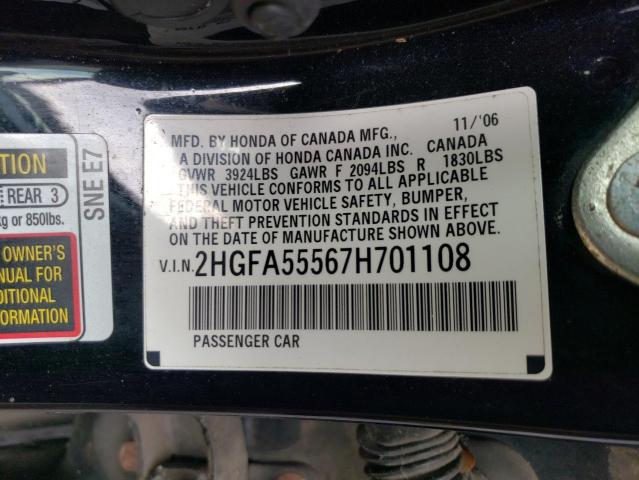 TION
REAR 3
kg or 850lbs.
OWNER'S
NUAL FOR
DITIONAL
FORMATION
SNE E7
MFD. BY HONDA OF CANADA MFG., 11/'06
A DIVISION OF HONDA CANADA INC. CANADA
GVWR 3924LBS GAWR F 2094LBS R 1830LBS
THIS VEHICLE CONFORMS TO ALL APPLICABLE
FEDERAL MOTOR VEHICLE SAFETY, BUMPER,
AND THEFT PREVENTION STANDARDS IN EFFECT
ON THE DATE OF MANUFACTURE SHOWN ABOVE.
V.I.N. 2HGFA55567H701108
PASSENGER CAR